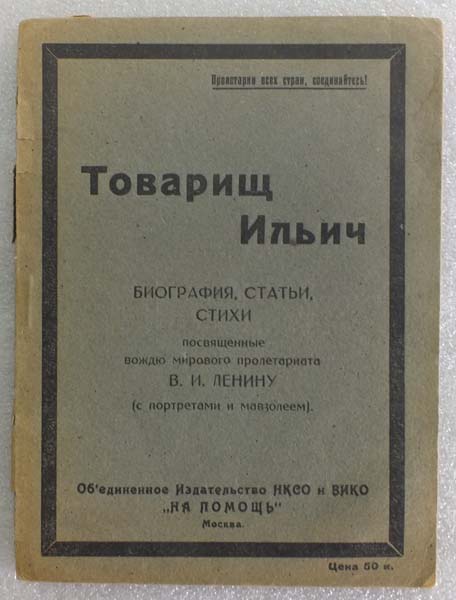 Пролетарии всех стран, соединяйтесь!
Товарищ
Ильич
БИОГРАФИЯ, СТАТЬИ,
СТИХИ
посвященные
вождю мирового пролетариата
В. И. ЛЕНИНУ
(с портретами и мавзолеем).
Об'единенное Издательство НКСО и ВИКО
„НА ПОМОЩЬ"
Москва.
Цена 50 к.